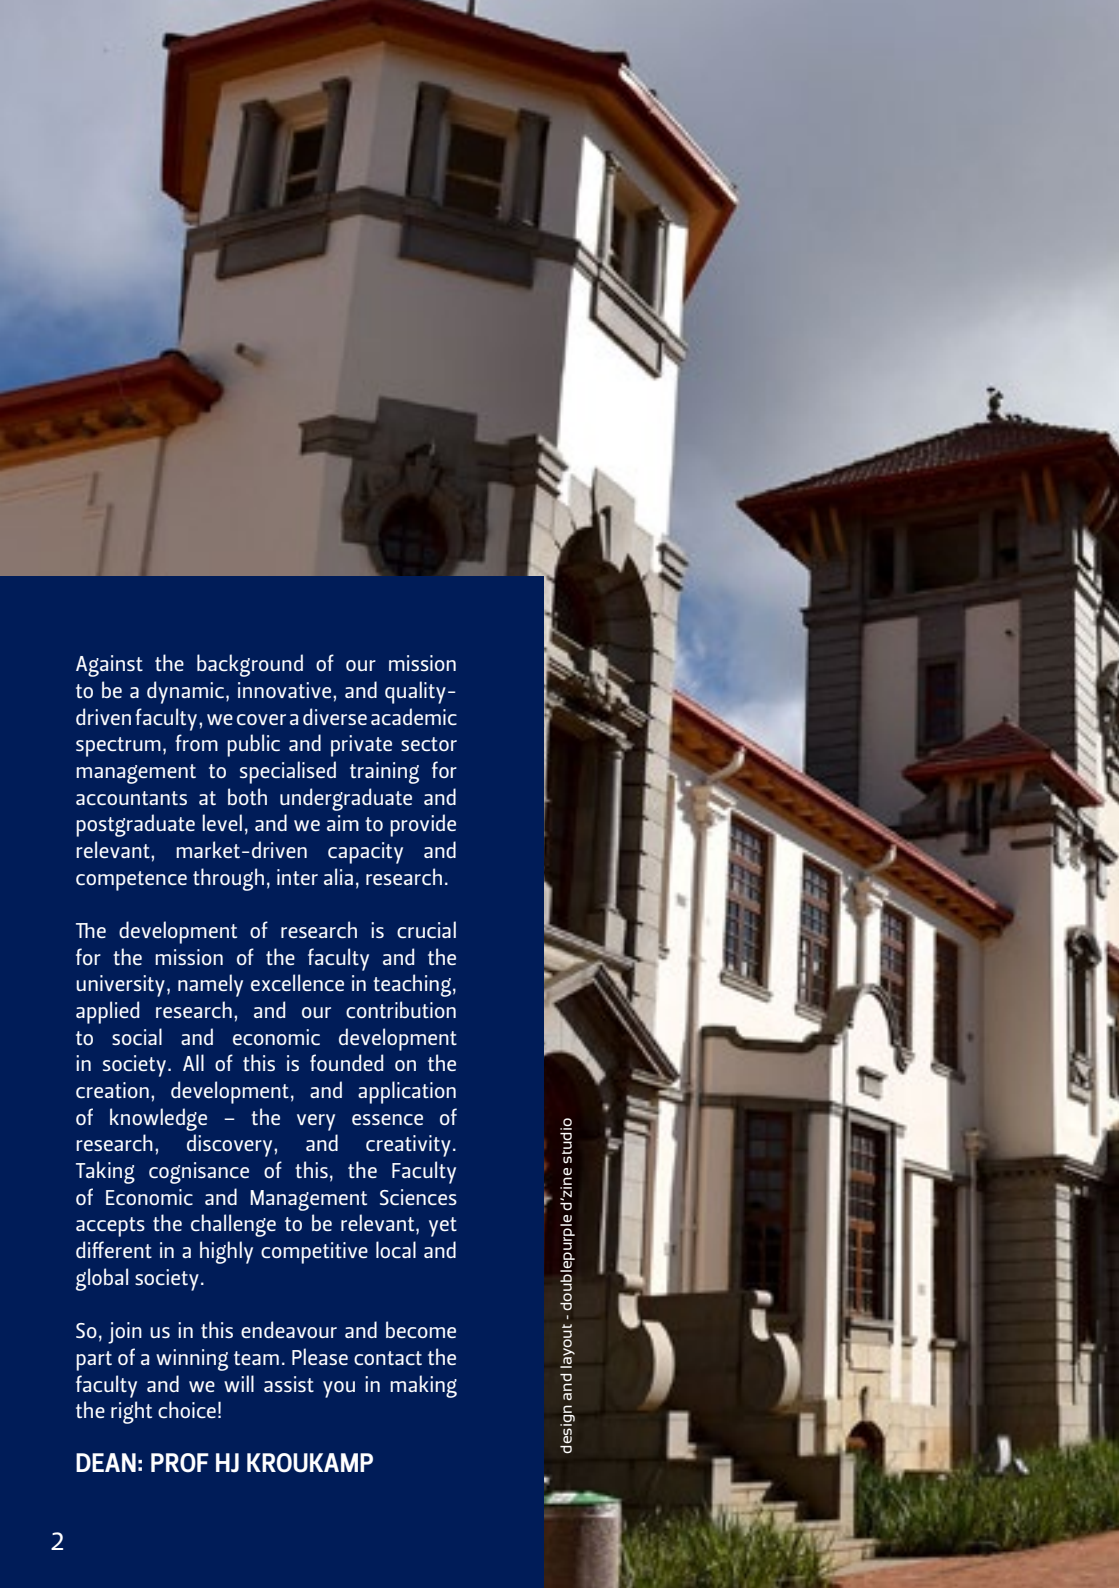 Against the background of our mission
to be a dynamic, innovative, and quality-
driven faculty, we cover a diverse academic
spectrum, from public and private sector
management to specialised training for
accountants at both undergraduate and
postgraduate level, and we aim to provide
relevant, market-driven capacity and
competence through, inter alia, research.
The development of research is crucial
for the mission of the faculty and the
university, namely excellence in teaching,
applied research, and our contribution
to social and economic development
in society. All of this is founded on the
creation, development, and application
of knowledge – the very essence of
research, discovery, and creativity.
Taking cognisance of this, the Faculty
of Economic and Management Sciences
accepts the challenge to be relevant, yet
different in a highly competitive local and
global society.
So, join us in this endeavour and become
part of a winning team. Please contact the
faculty and we will assist you in making
the right choice!
DEAN: PROF HJ KROUKAMP
2
design and layout - doublepurple d'zine studio